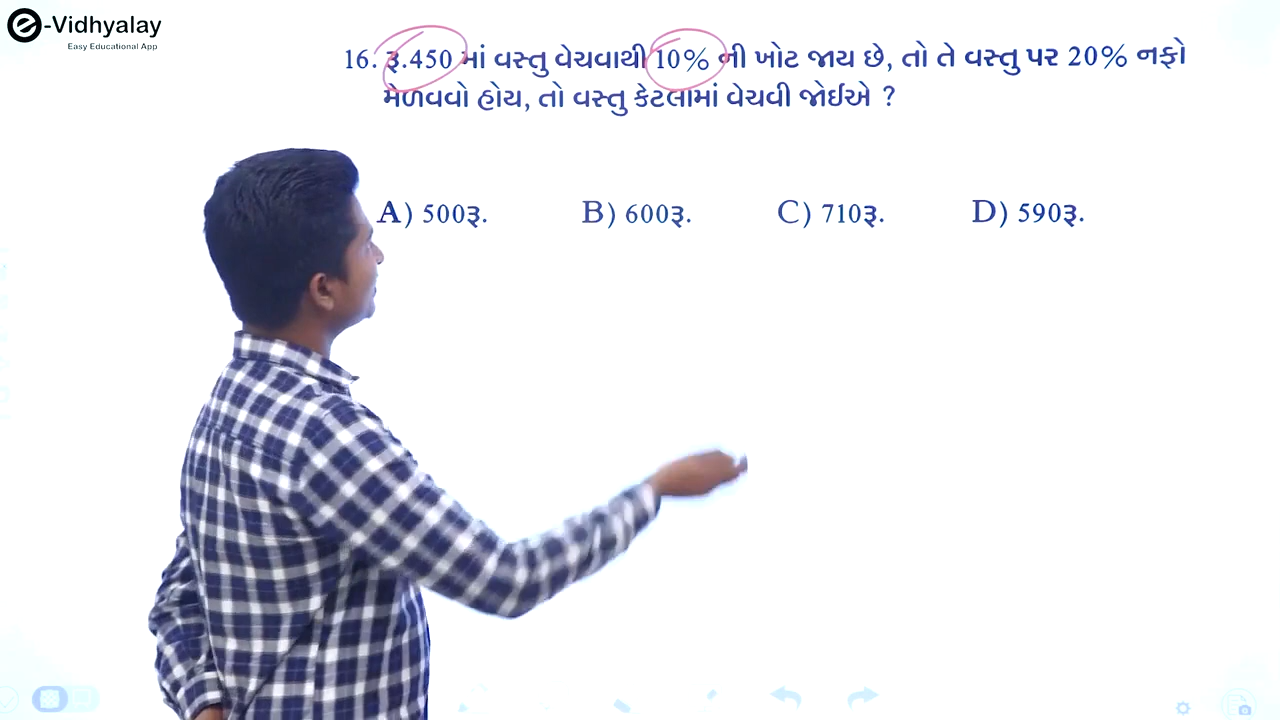 e-Vidhyalay
Easy Educational App
16. રૂ.450 માં વસ્તુ વેચવાથી 10% ની ખોટ જાય છે, તો તે વસ્તુ પર 20% નફો
મેળવવો હોય, તો વસ્તુ કેટલામાં વેચવી જોઈએ ?
A) 500રૂ. B) 600રૂ. C) 710રૂ. D) 590રૂ.